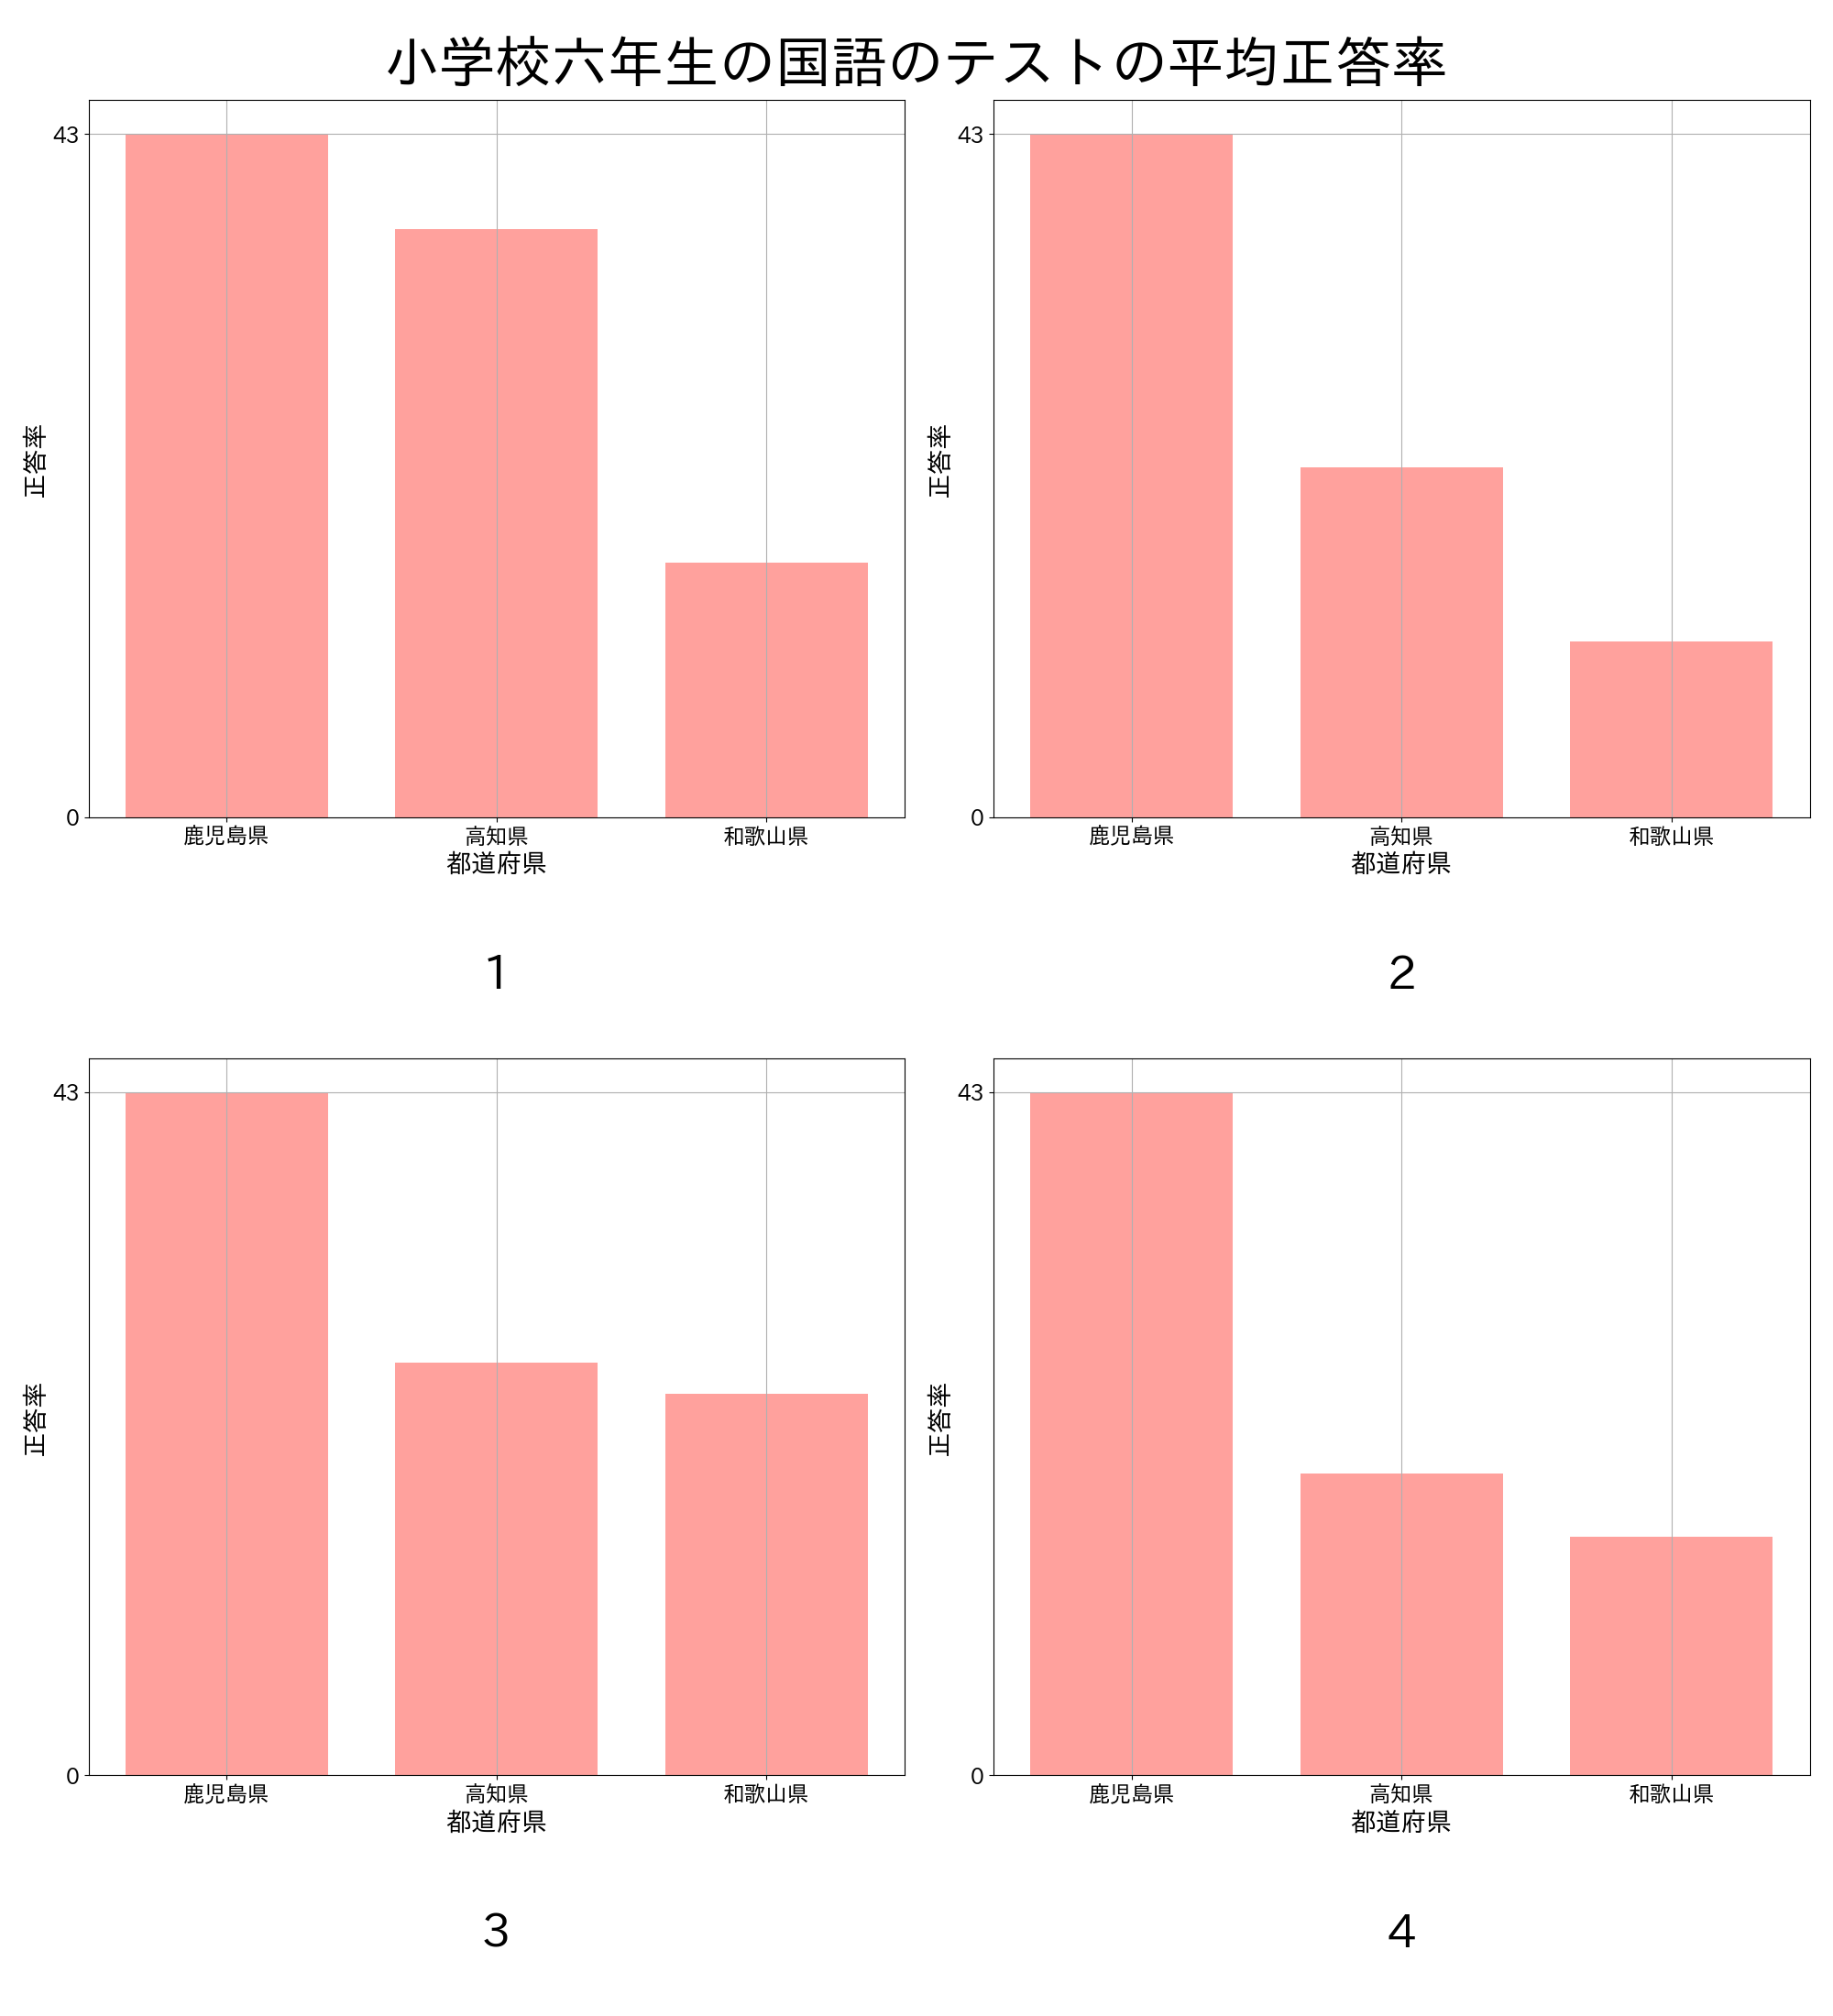 小学校六年生の国語のテストの平均正答率
43
0
正答率
鹿児島県
高知県
和歌山県
都道府県
1
43
0
正答率
鹿児島県
高知県
和歌山県
都道府県
2
43
0
正答率
鹿児島県
高知県
和歌山県
都道府県
3
43
0
正答率
鹿児島県
高知県
和歌山県
都道府県
4